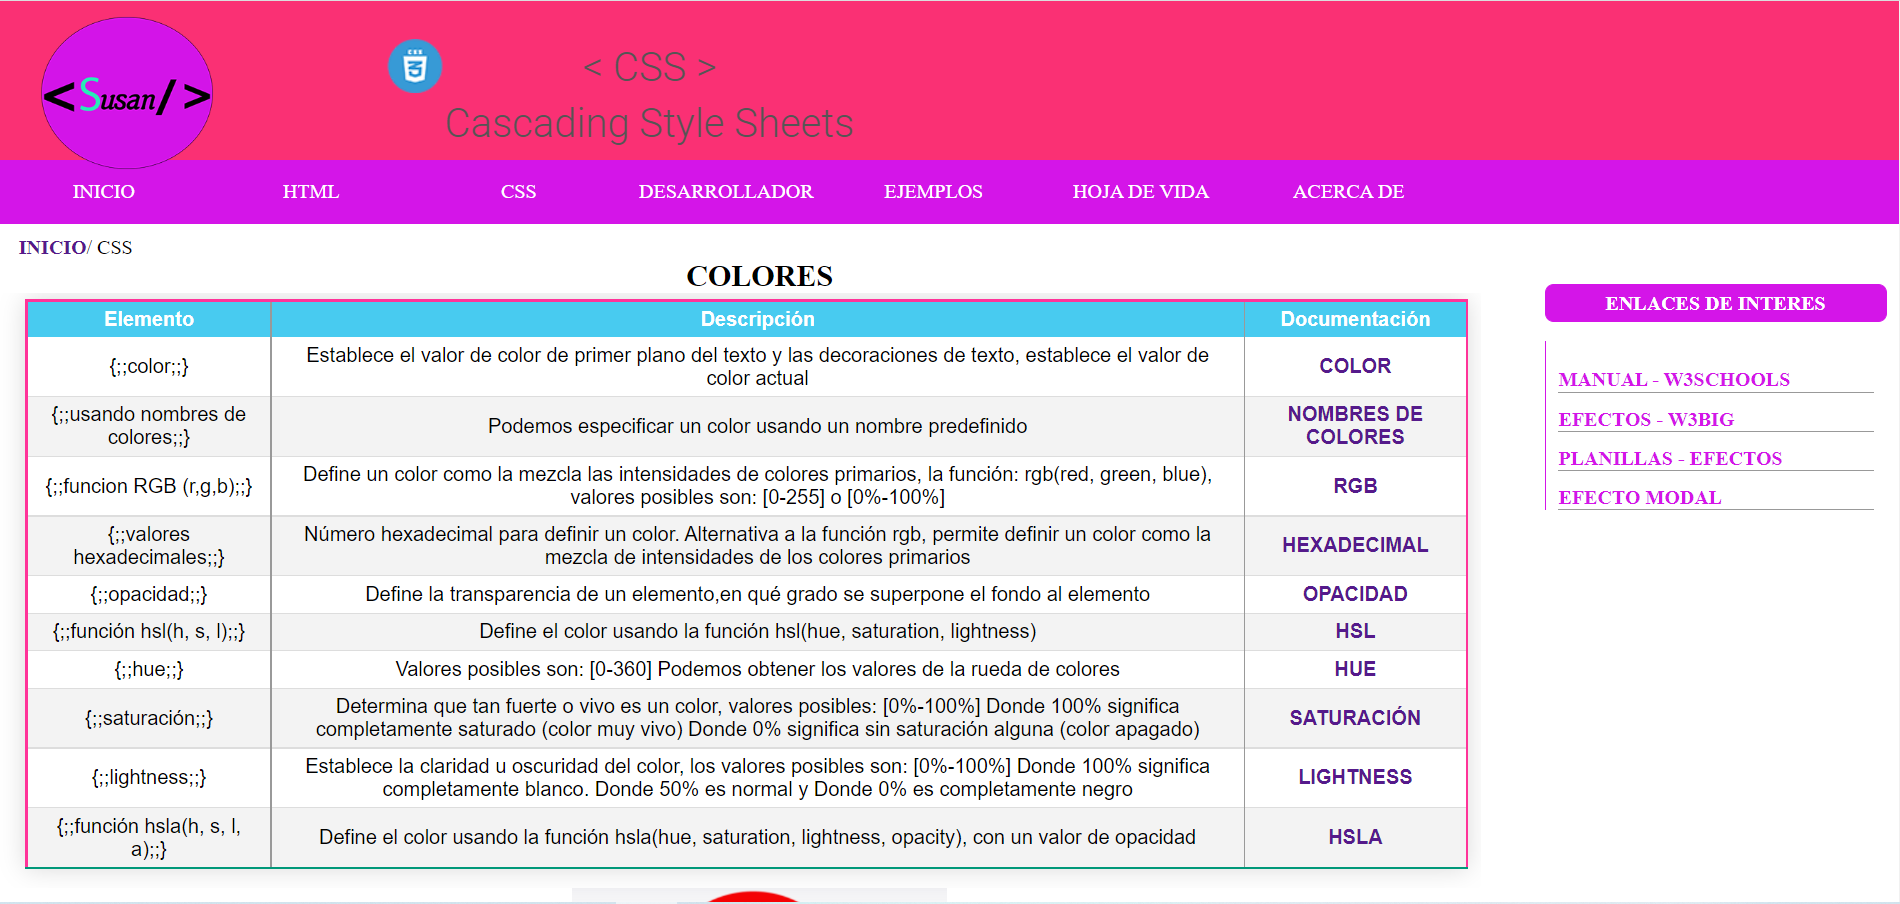 <Susan/>
CSS
3
< CSS >
Cascading Style Sheets
INICIO HTML CSS DESARROLLADOR EJEMPLOS HOJA DE VIDA ACERCA DE
INICIO/ CSS
COLORES
Elemento Descripción Documentación
{;;color;;}
Establece el valor de color de primer plano del texto y las decoraciones de texto, establece el valor de
color actual
COLOR
{;;usando nombres de
colores;;}
Podemos especificar un color usando un nombre predefinido
NOMBRES DE
COLORES
{;;funcion RGB (r,g,b);;}
Define un color como la mezcla las intensidades de colores primarios, la función: rgb(red, green, blue),
valores posibles son: [0-255] o [0%-100%]
RGB
{;;valores
hexadecimales;;}
Número hexadecimal para definir un color. Alternativa a la función rgb, permite definir un color como la
mezcla de intensidades de los colores primarios
HEXADECIMAL
{;;opacidad;;}
Define la transparencia de un elemento,en qué grado se superpone el fondo al elemento
OPACIDAD
{;;función hsl(h, s, l);;}
Define el color usando la función hsl(hue, saturation, lightness)
HSL
{;;hue;;}
Valores posibles son: [0-360] Podemos obtener los valores de la rueda de colores
HUE
{;;saturación;;}
Determina que tan fuerte o vivo es un color, valores posibles: [0%-100%] Donde 100% significa
completamente saturado (color muy vivo) Donde 0% significa sin saturación alguna (color apagado)
SATURACIÓN
{;;lightness;;}
Establece la claridad u oscuridad del color, los valores posibles son: [0%-100%] Donde 100% significa
completamente blanco. Donde 50% es normal y Donde 0% es completamente negro
LIGHTNESS
{;;función hsla(h, s, l,
a);;}
Define el color usando la función hsla(hue, saturation, lightness, opacity), con un valor de opacidad
HSLA
ENLACES DE INTERES
MANUAL - W3SCHOOLS
EFECTOS - W3BIG
PLANILLAS - EFECTOS
EFECTO MODAL